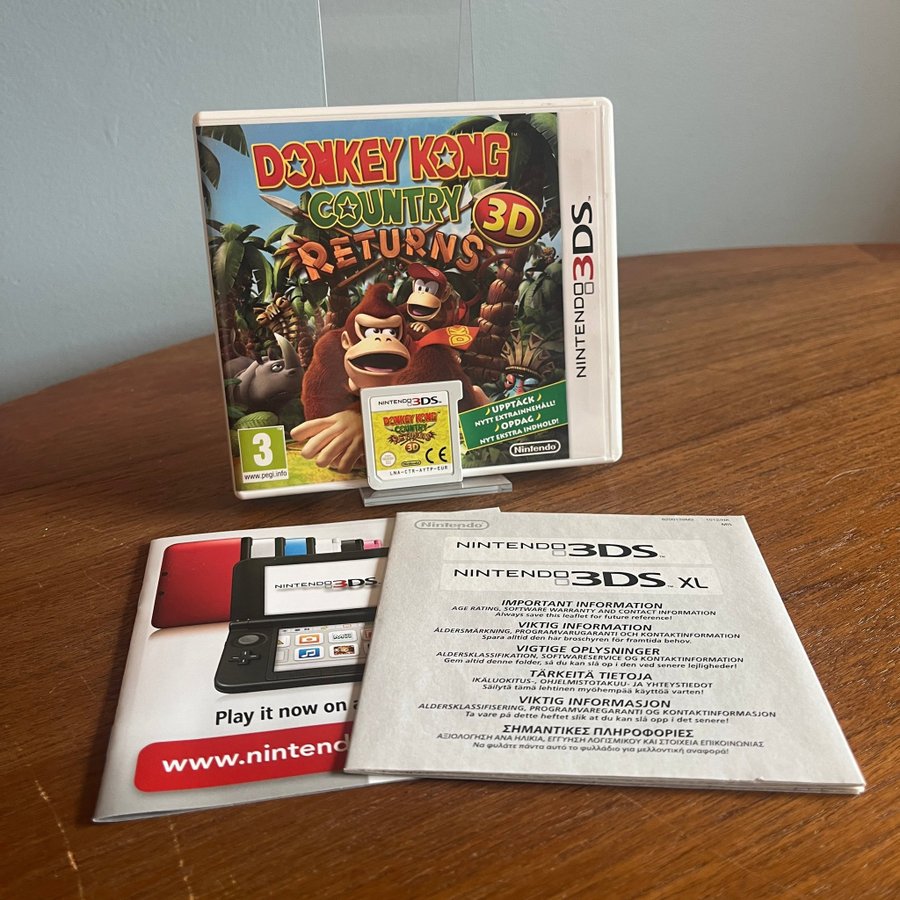 DONKEY KONG™
COUNTRY
RETURNS
3D
NINTENDO 3DS™
UPPTÄCK
NYTT EXTRAINNEHÅLL!
OPDAG
NYT EKSTRA INDHOLD!
Nintendo
3
www.pegi.info
NINTENDO 3DS™
DONKEY KONG
COUNTRY
RETURNS
3D
Nintendo
CE
LNA-CTR-AYTP-EUR
NINTENDO 3DS
Play it now on a
www.nintend
Nintendo
NINTENDO 3DS™
NINTENDO 3DS™ XL
IMPORTANT INFORMATION
AGE RATING, SOFTWARE WARRANTY AND CONTACT INFORMATION
Always save this leaflet for future reference!
VIKTIG INFORMATION
ÅLDERSMÄRKNING, PROGRAMVARUGARANTI OCH KONTAKTINFORMATION
Spara alltid den här broschyren för framtida behov.
VIGTIGE OPLYSNINGER
ALDERSKLASSIFIKATION, SOFTWARESERVICE OG KONTAKTINFORMATION
Gem altid denne folder, så du kan slå op i den ved senere lejligheder!
TÄRKEITÄ TIETOJA
IKÄLUOKITUS-, OHJELMISTOTAKUU- JA YHTEYSTIEDOT
Säilytä tämä lehtinen myöhempää käyttöä varten!
VIKTIG INFORMASJON
ALDERSKLASSIFISERING, PROGRAMVAREGARANTI OG KONTAKTINFORMASJON
Ta vare på dette heftet slik at du kan slå opp i det senere!
ΣΗΜΑΝΤΙΚΕΣ ΠΛΗΡΟΦΟΡΙΕΣ
ΑΞΙΟΛΟΓΗΣΗ ΑΝΑ ΗΛΙΚΙΑ, ΕΓΓΥΗΣΗ ΛΟΓΙΣΜΙΚΟΥ ΚΑΙ ΣΤΟΙΧΕΙΑ ΕΠΙΚΟΙΝΩΝΙΑΣ
Να φυλάτε πάντα αυτό το φυλλάδιο για μελλοντική αναφορά!